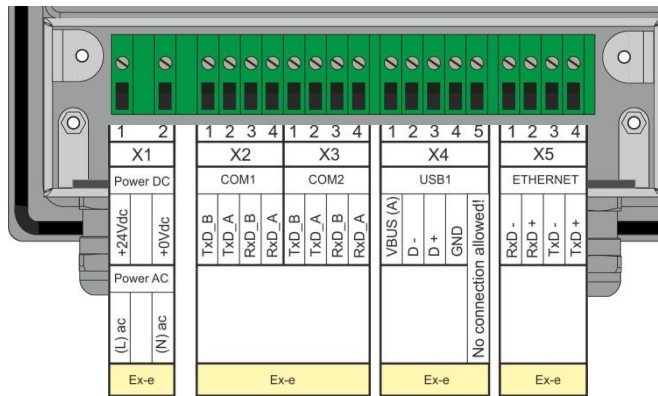 1 2 1 2 3 4 1 2 3 4 1 2 3 4 5 1 2 3 4
X1 X2 X3 X4 X5
Power DC COM1 COM2 USB1 ETHERNET
+24Vdc
+0Vdc
TxD_B
TxD_A
RxD_B
RxD_A
TxD_B
TxD_A
RxD_B
RxD_A
VBUS (A)
D -
D +
GND
No connection allowed!
RxD -
RxD +
TxD -
TxD +
Power AC
(L) ac
(N) ac
Ex-e Ex-e Ex-e Ex-e